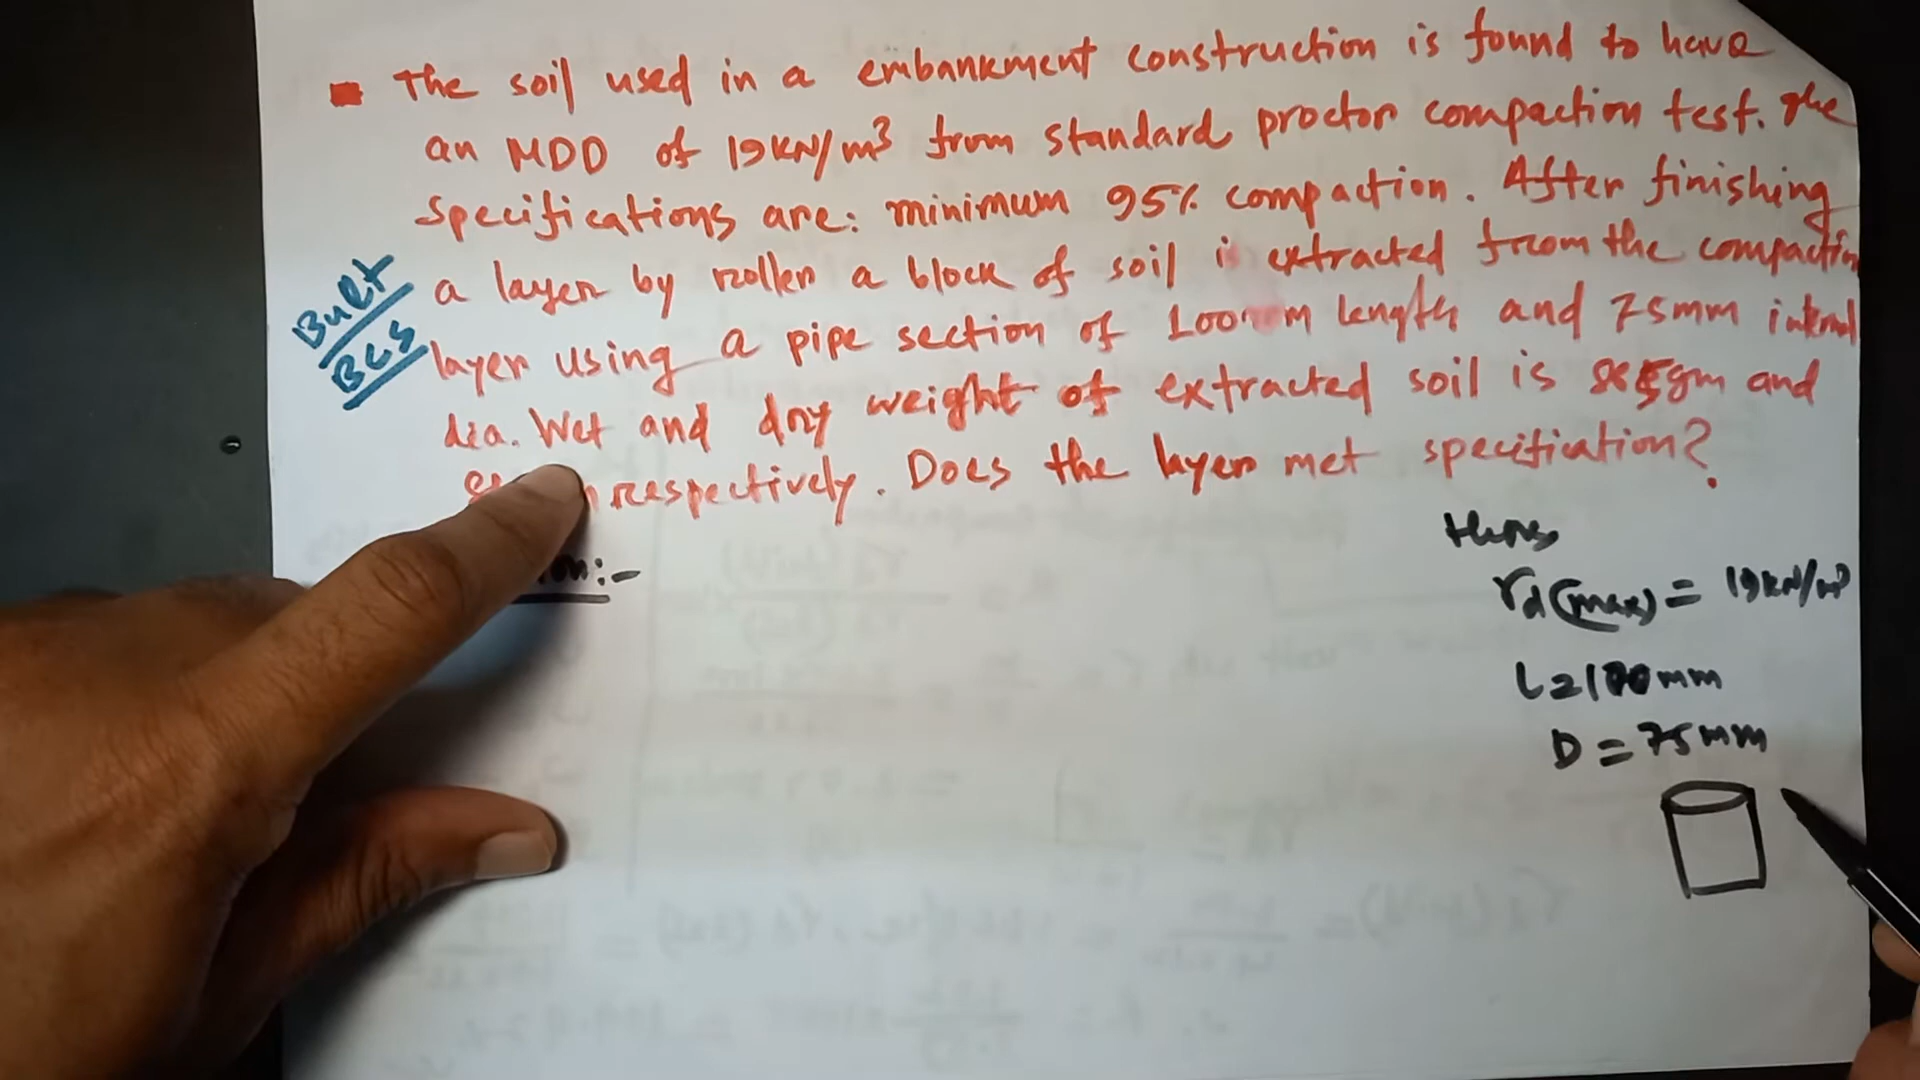 The soil used in a embankment construction is found to have
an MDD of 19KN/m³ from standard proctor compaction test. The
specifications are: minimum 95% compaction. After finishing
a layer by roller a block of soil is extracted from the compaction
layer using a pipe section of 100mm length and 75mm internal
dia. Wet and dry weight of extracted soil is and
respectively. Does the layer met specification?
Buet
BCS
γd(max) = 19KN/m³
L=100mm
D = 75mm